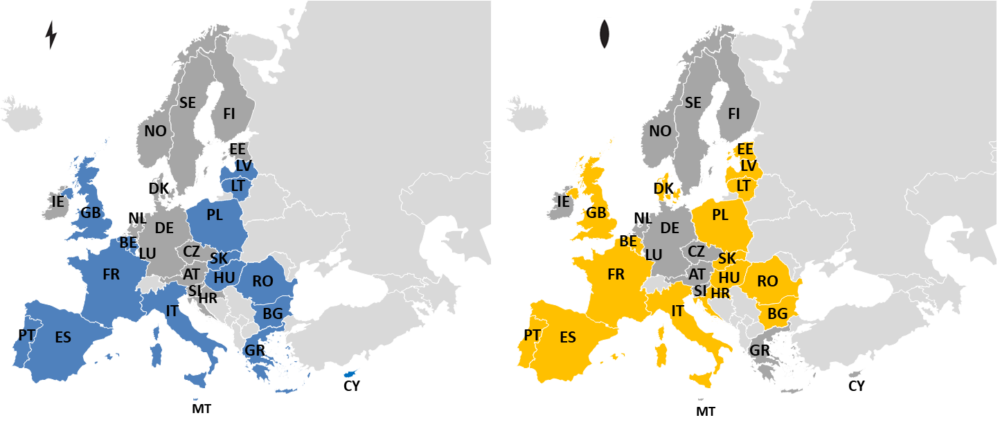 SE
FI
NO
EE
LV
LT
DK
IE
GB
NL
DE
PL
BE
LU
CZ
SK
FR
AT
HU
RO
SI
HR
IT
BG
PT
ES
GR
CY
MT
SE
FI
NO
EE
LV
LT
DK
IE
GB
NL
DE
PL
BE
LU
CZ
SK
FR
AT
HU
RO
SI
HR
IT
BG
PT
ES
GR
CY
MT